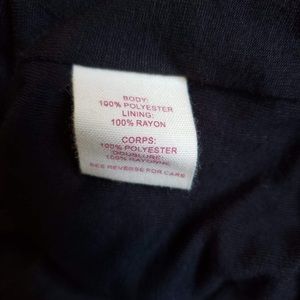 BODY:
100% POLYESTER
LINING:
100% RAYON
CORPS:
100% POLYESTER
DOUBLURE:
100% RAYONNE
SEE REVERSE FOR CARE